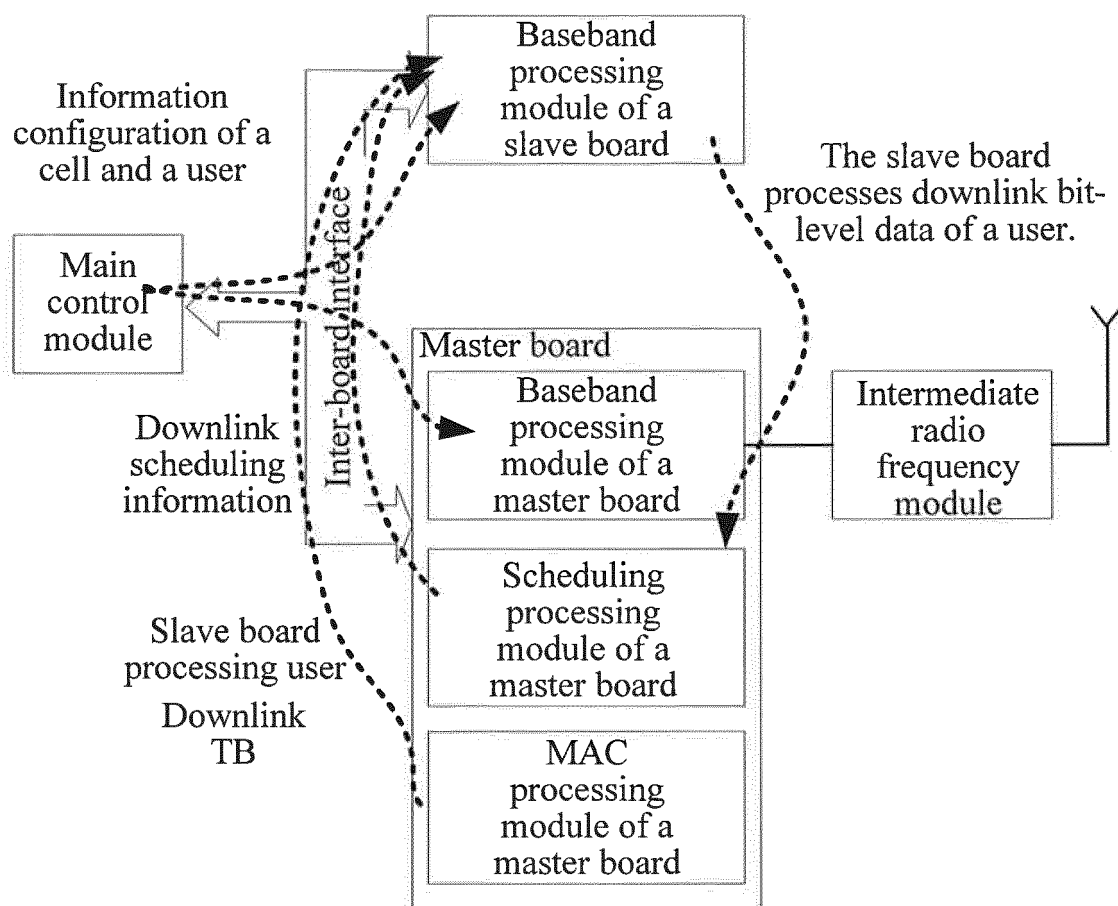 Baseband
processing
module of a
slave board
Information
configuration of a
cell and a user
The slave board
processes downlink bit-
level data of a user.
Main
control
module
Inter-board interface
Master board
Baseband
processing
module of a
master board
Intermediate
radio
frequency
module
Downlink
scheduling
information
Scheduling
processing
module of a
master board
Slave board
processing user
Downlink
TB
MAC
processing
module of a
master board